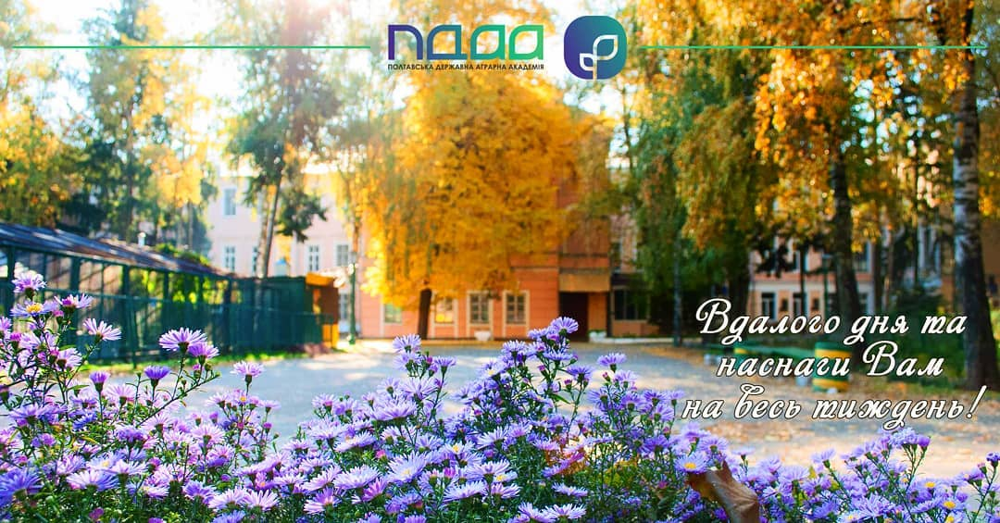 ПДАА
ПОЛТАВСЬКА ДЕРЖАВНА АГРАРНА АКАДЕМІЯ
Вдалого дня та
наснаги Вам
на весь тиждень!